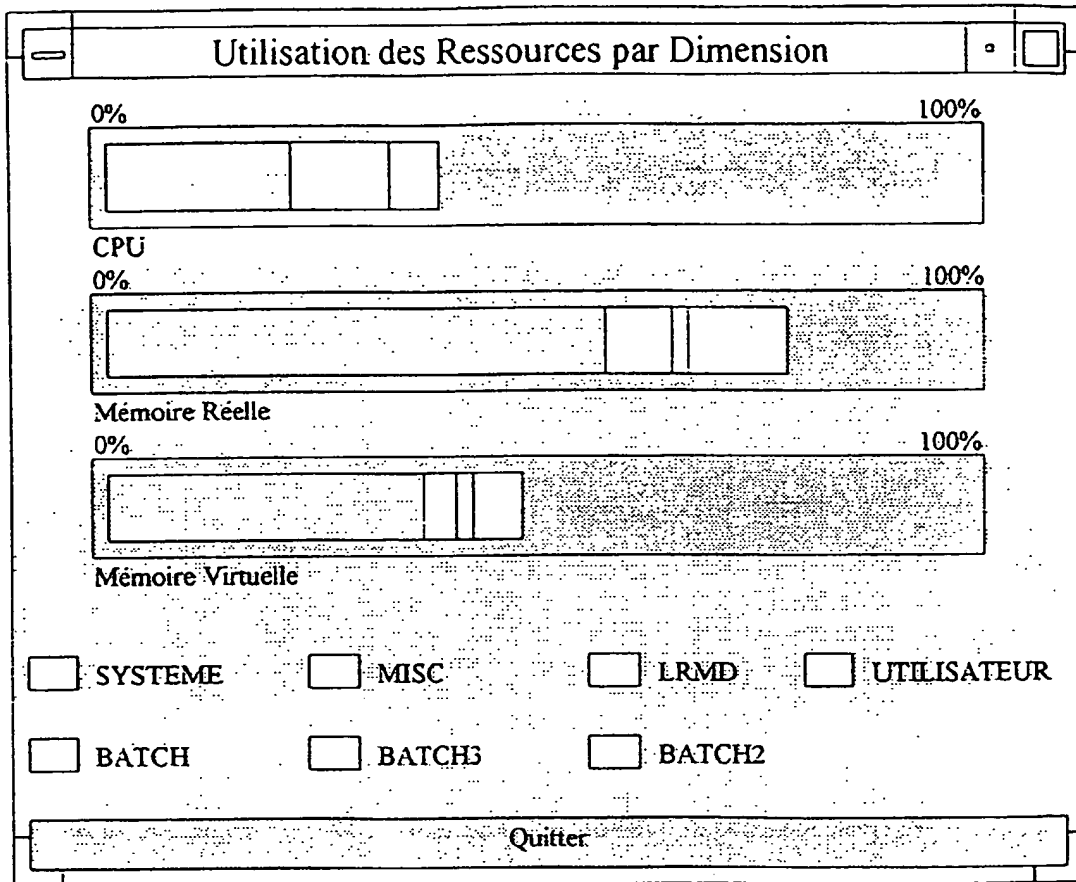 Utilisation des Ressources par Dimension
0% 100%
CPU
0% 100%
Mémoire Réelle
0% 100%
Mémoire Virtuelle
SYSTEME MISC LRMD UTILISATEUR
BATCH BATCH3 BATCH2
Quitter